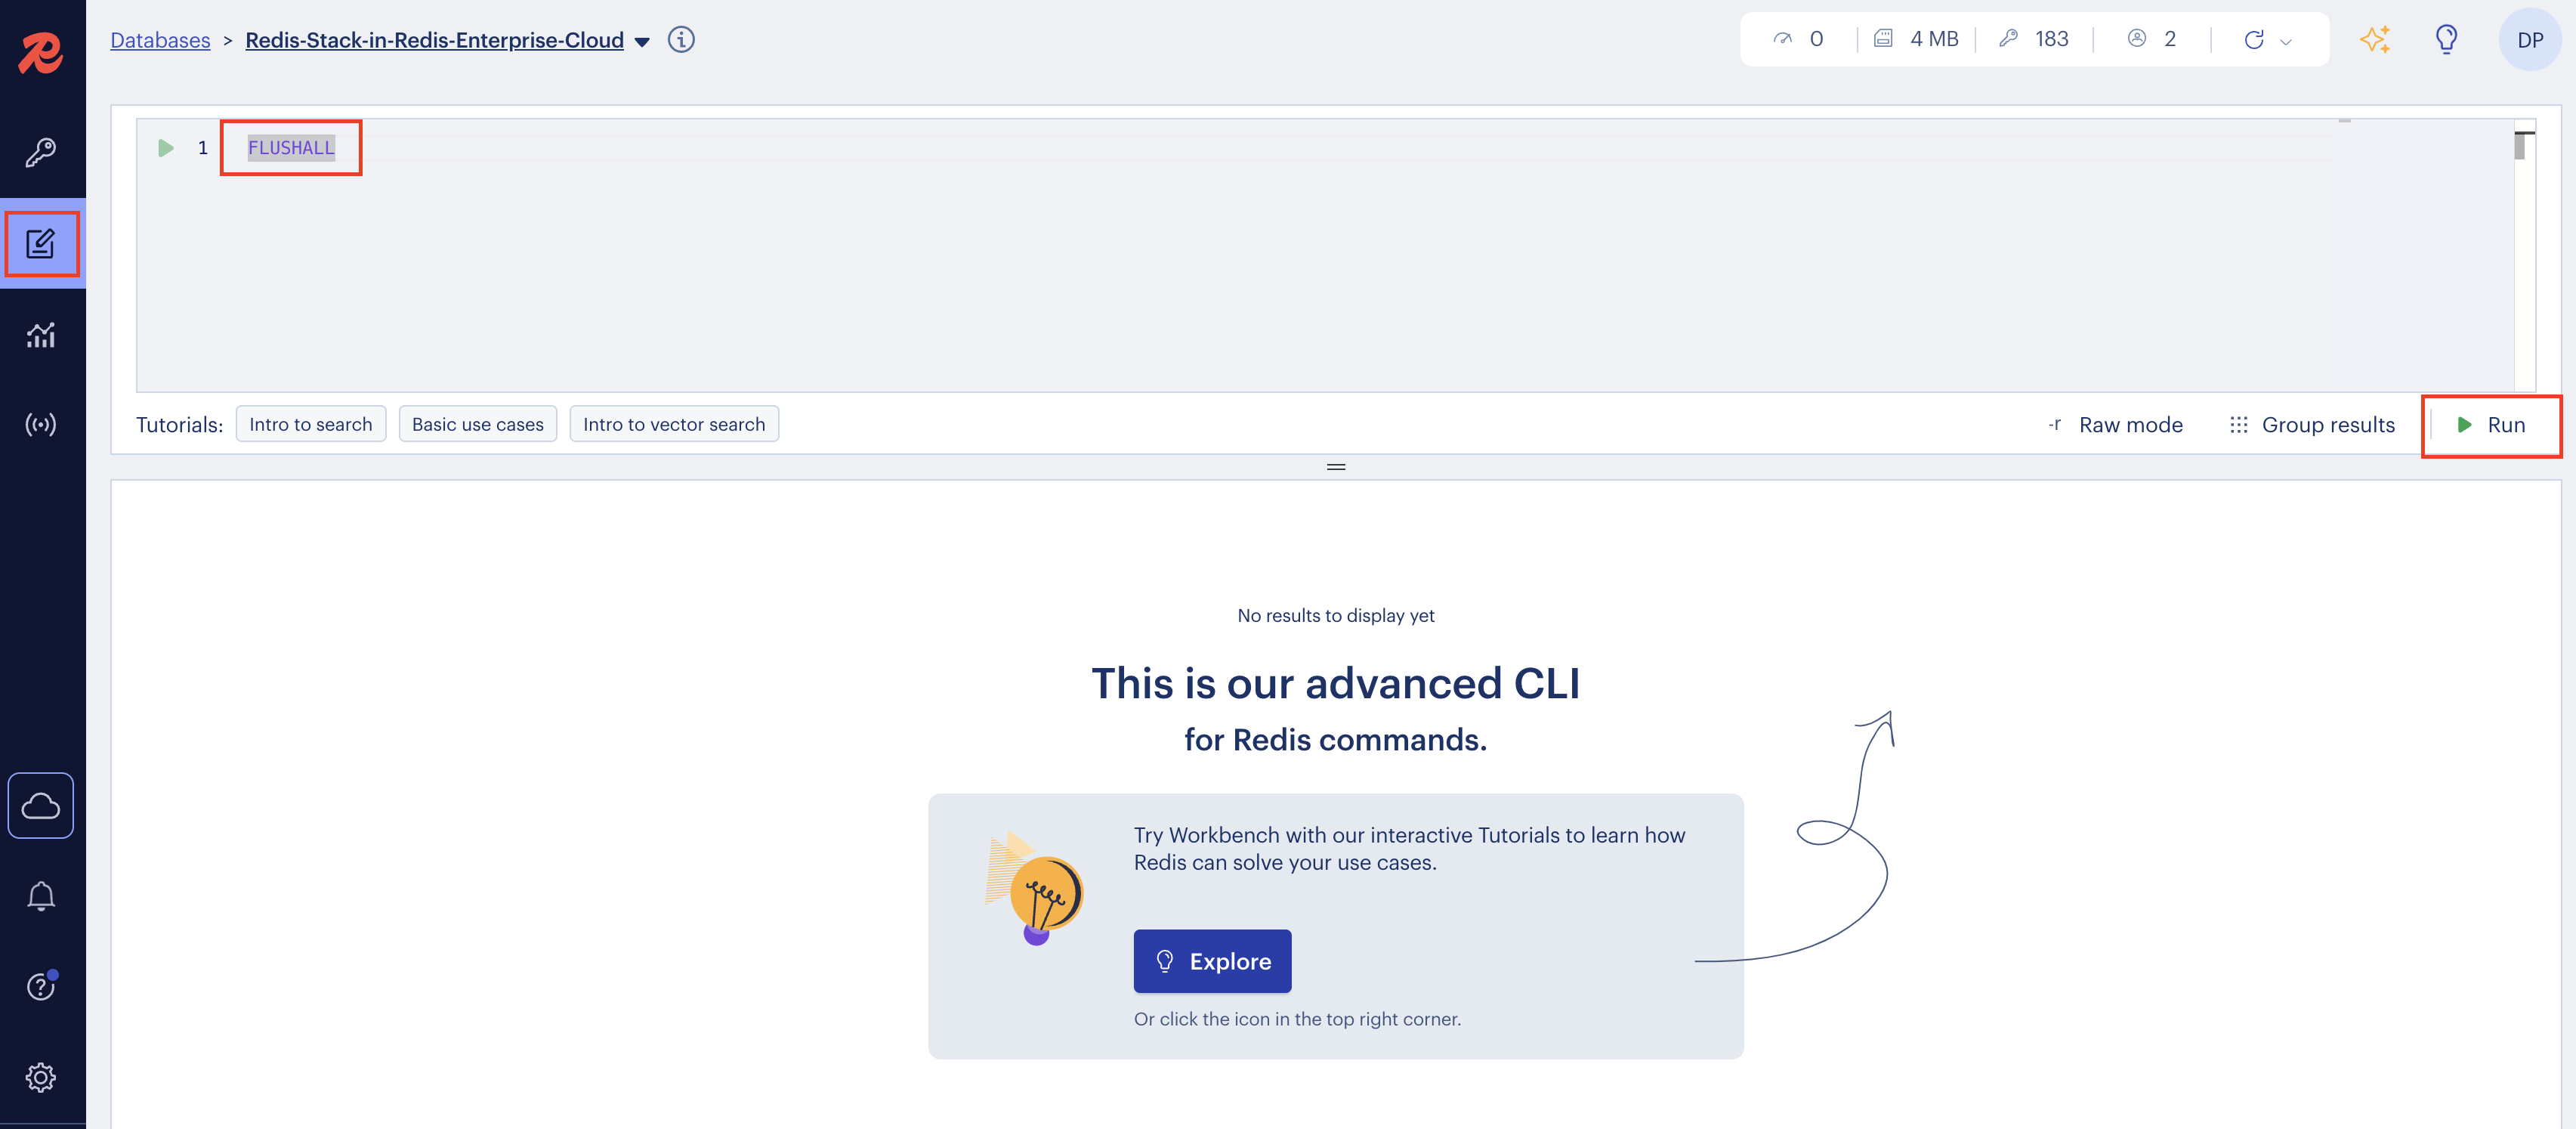 Databases > Redis-Stack-in-Redis-Enterprise-Cloud
0 4 MB 183 2
DP
1 FLUSHALL
Tutorials: Intro to search Basic use cases Intro to vector search
-r Raw mode Group results Run
No results to display yet
This is our advanced CLI
for Redis commands.
Try Workbench with our interactive Tutorials to learn how
Redis can solve your use cases.
Explore
Or click the icon in the top right corner.